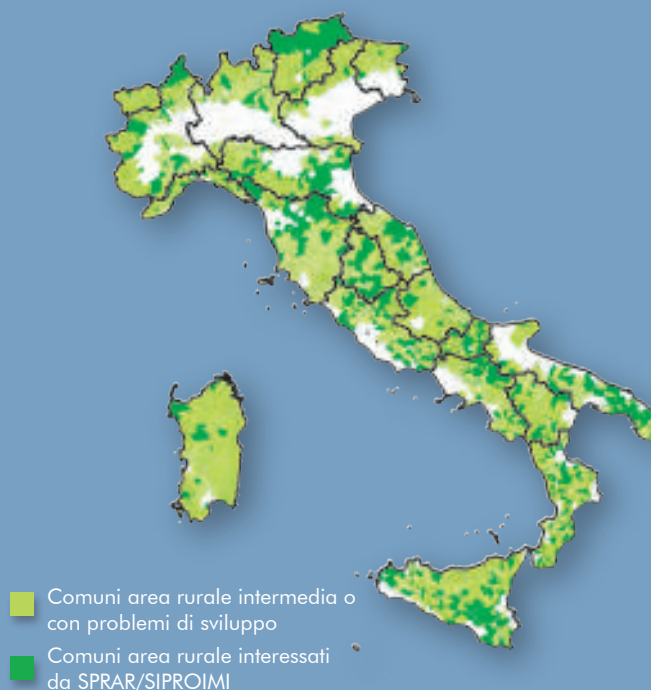 Comuni area rurale intermedia o
con problemi di sviluppo
Comuni area rurale interessati
da SPRAR/SIPROIMI